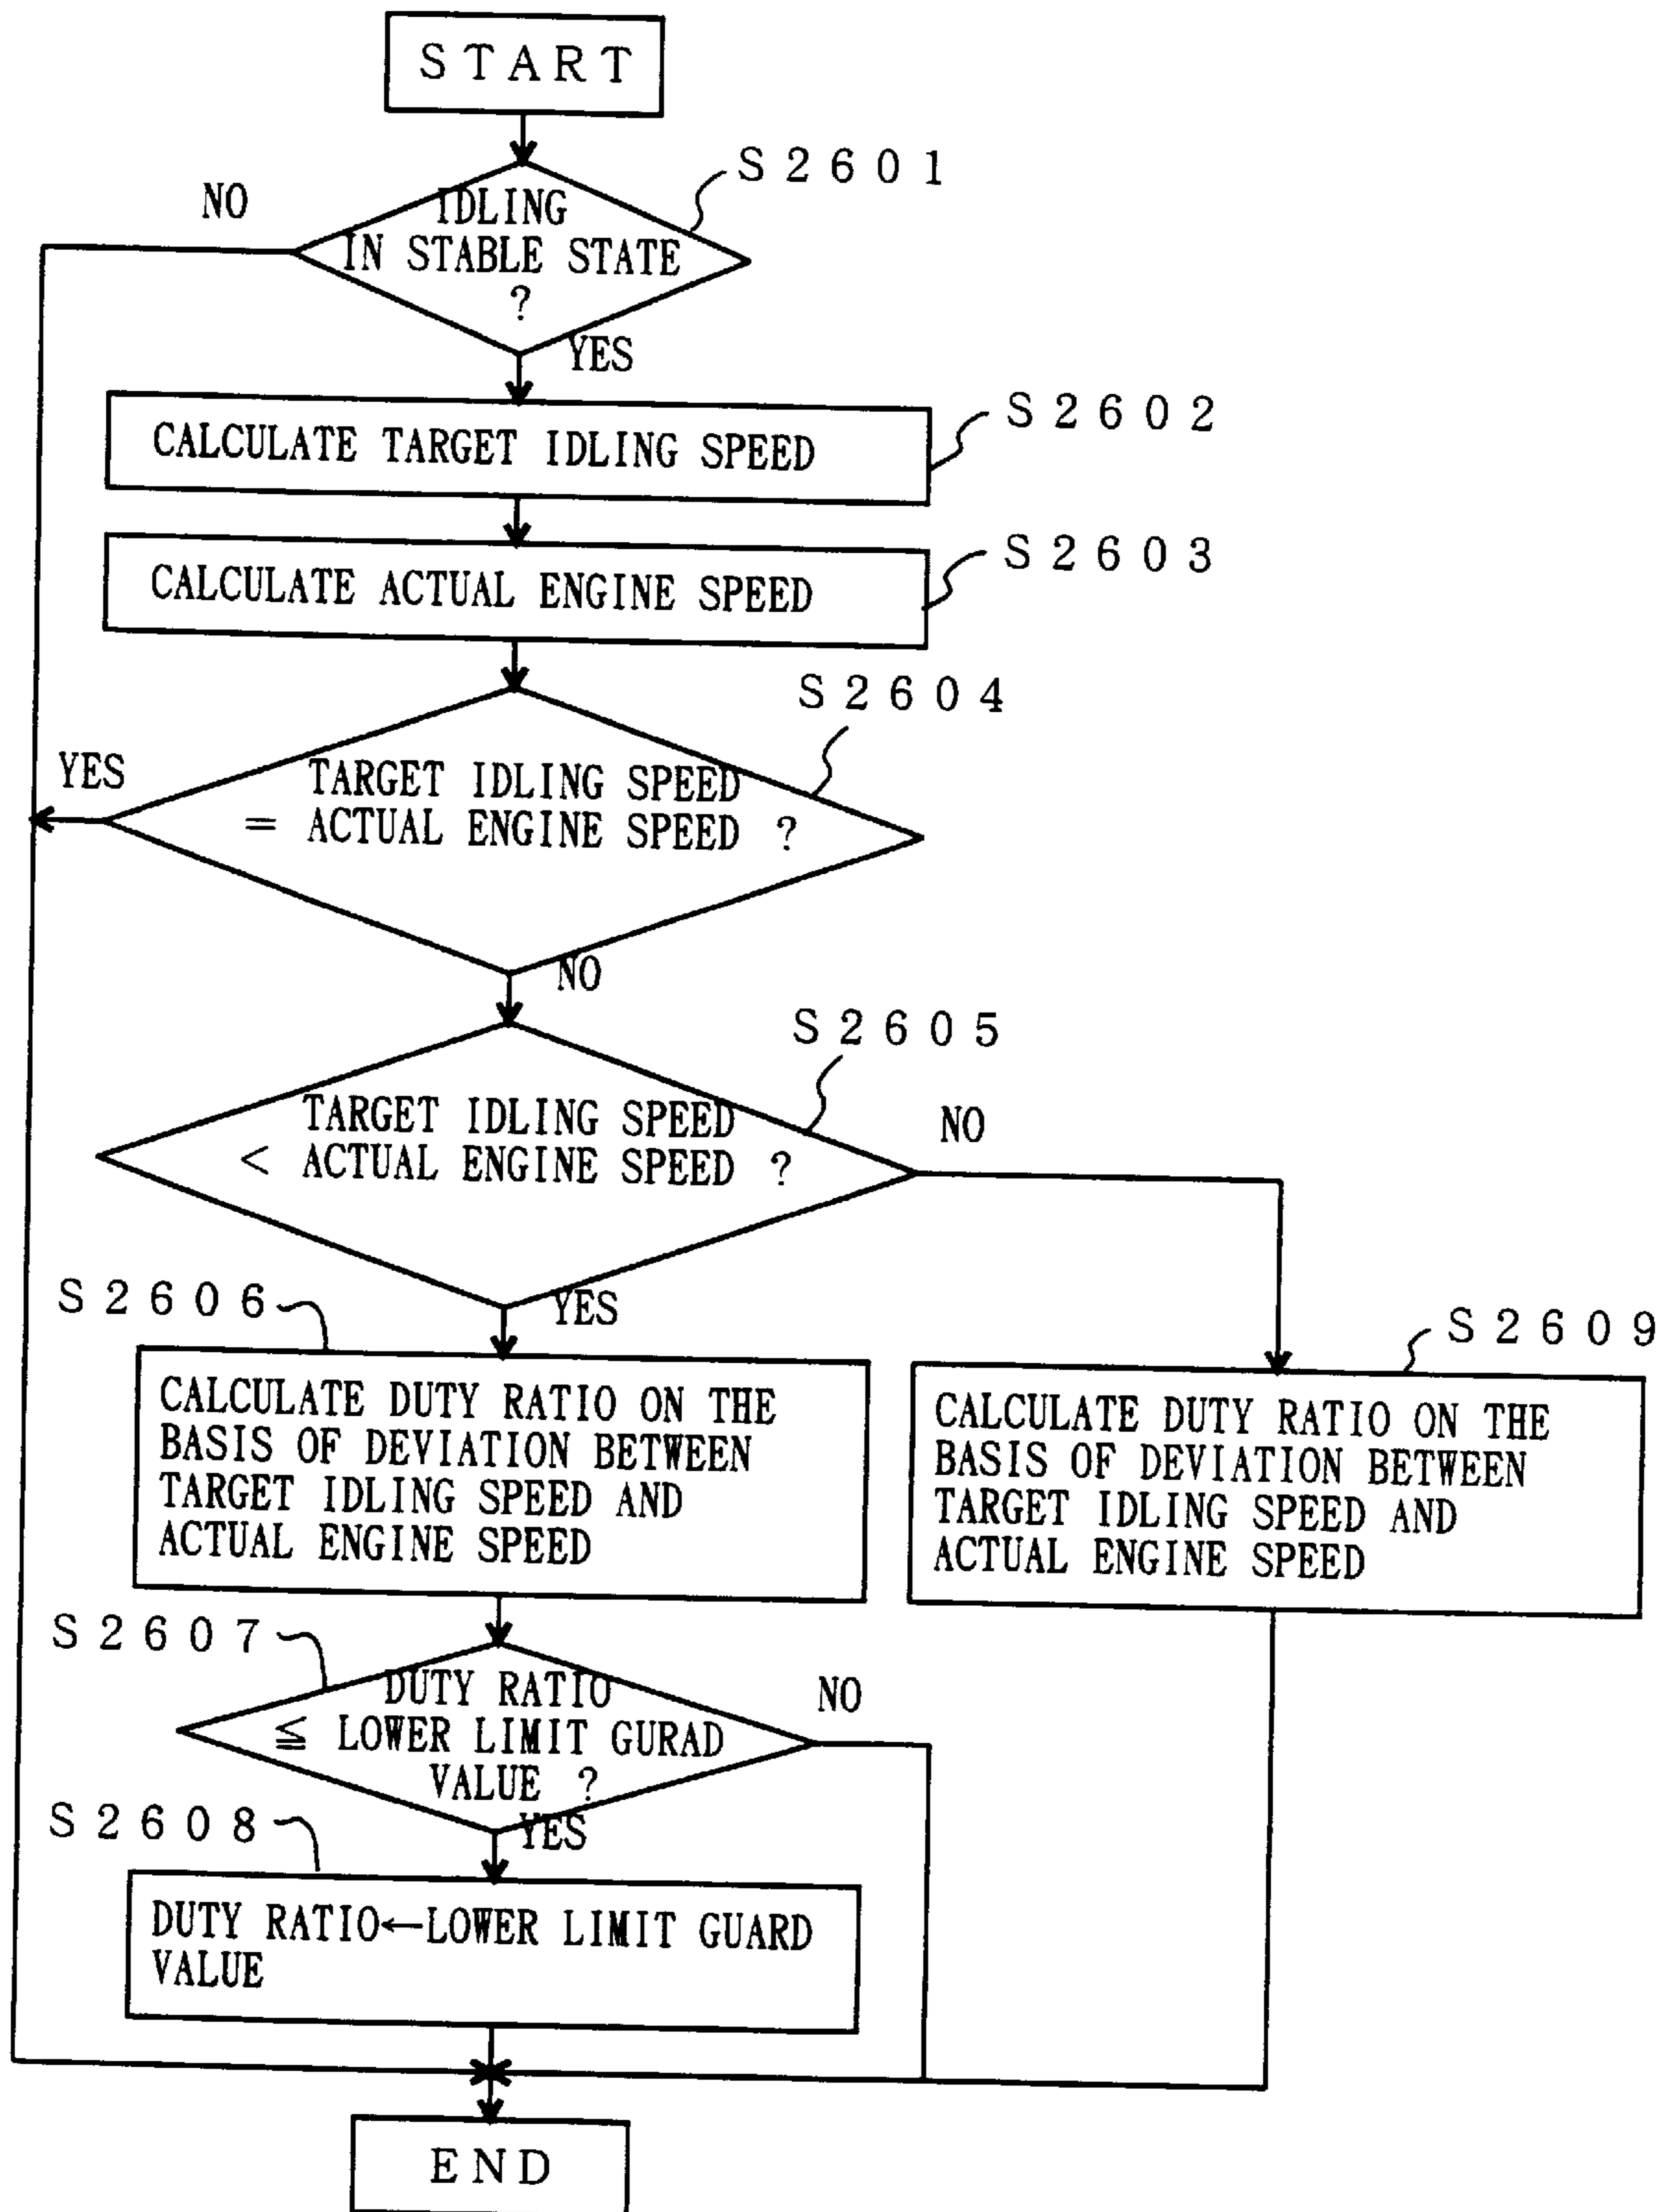 START
S2601
NO
IDLING
IN STABLE STATE
?
YES
S2602
CALCULATE TARGET IDLING SPEED
S2603
CALCULATE ACTUAL ENGINE SPEED
S2604
YES
TARGET IDLING SPEED
= ACTUAL ENGINE SPEED ?
NO
S2605
TARGET IDLING SPEED
< ACTUAL ENGINE SPEED ?
NO
YES
S2606
CALCULATE DUTY RATIO ON THE
BASIS OF DEVIATION BETWEEN
TARGET IDLING SPEED AND
ACTUAL ENGINE SPEED
S2609
CALCULATE DUTY RATIO ON THE
BASIS OF DEVIATION BETWEEN
TARGET IDLING SPEED AND
ACTUAL ENGINE SPEED
S2607
DUTY RATIO
≦ LOWER LIMIT GURAD
VALUE ?
NO
YES
S2608
DUTY RATIO←LOWER LIMIT GUARD
VALUE
END